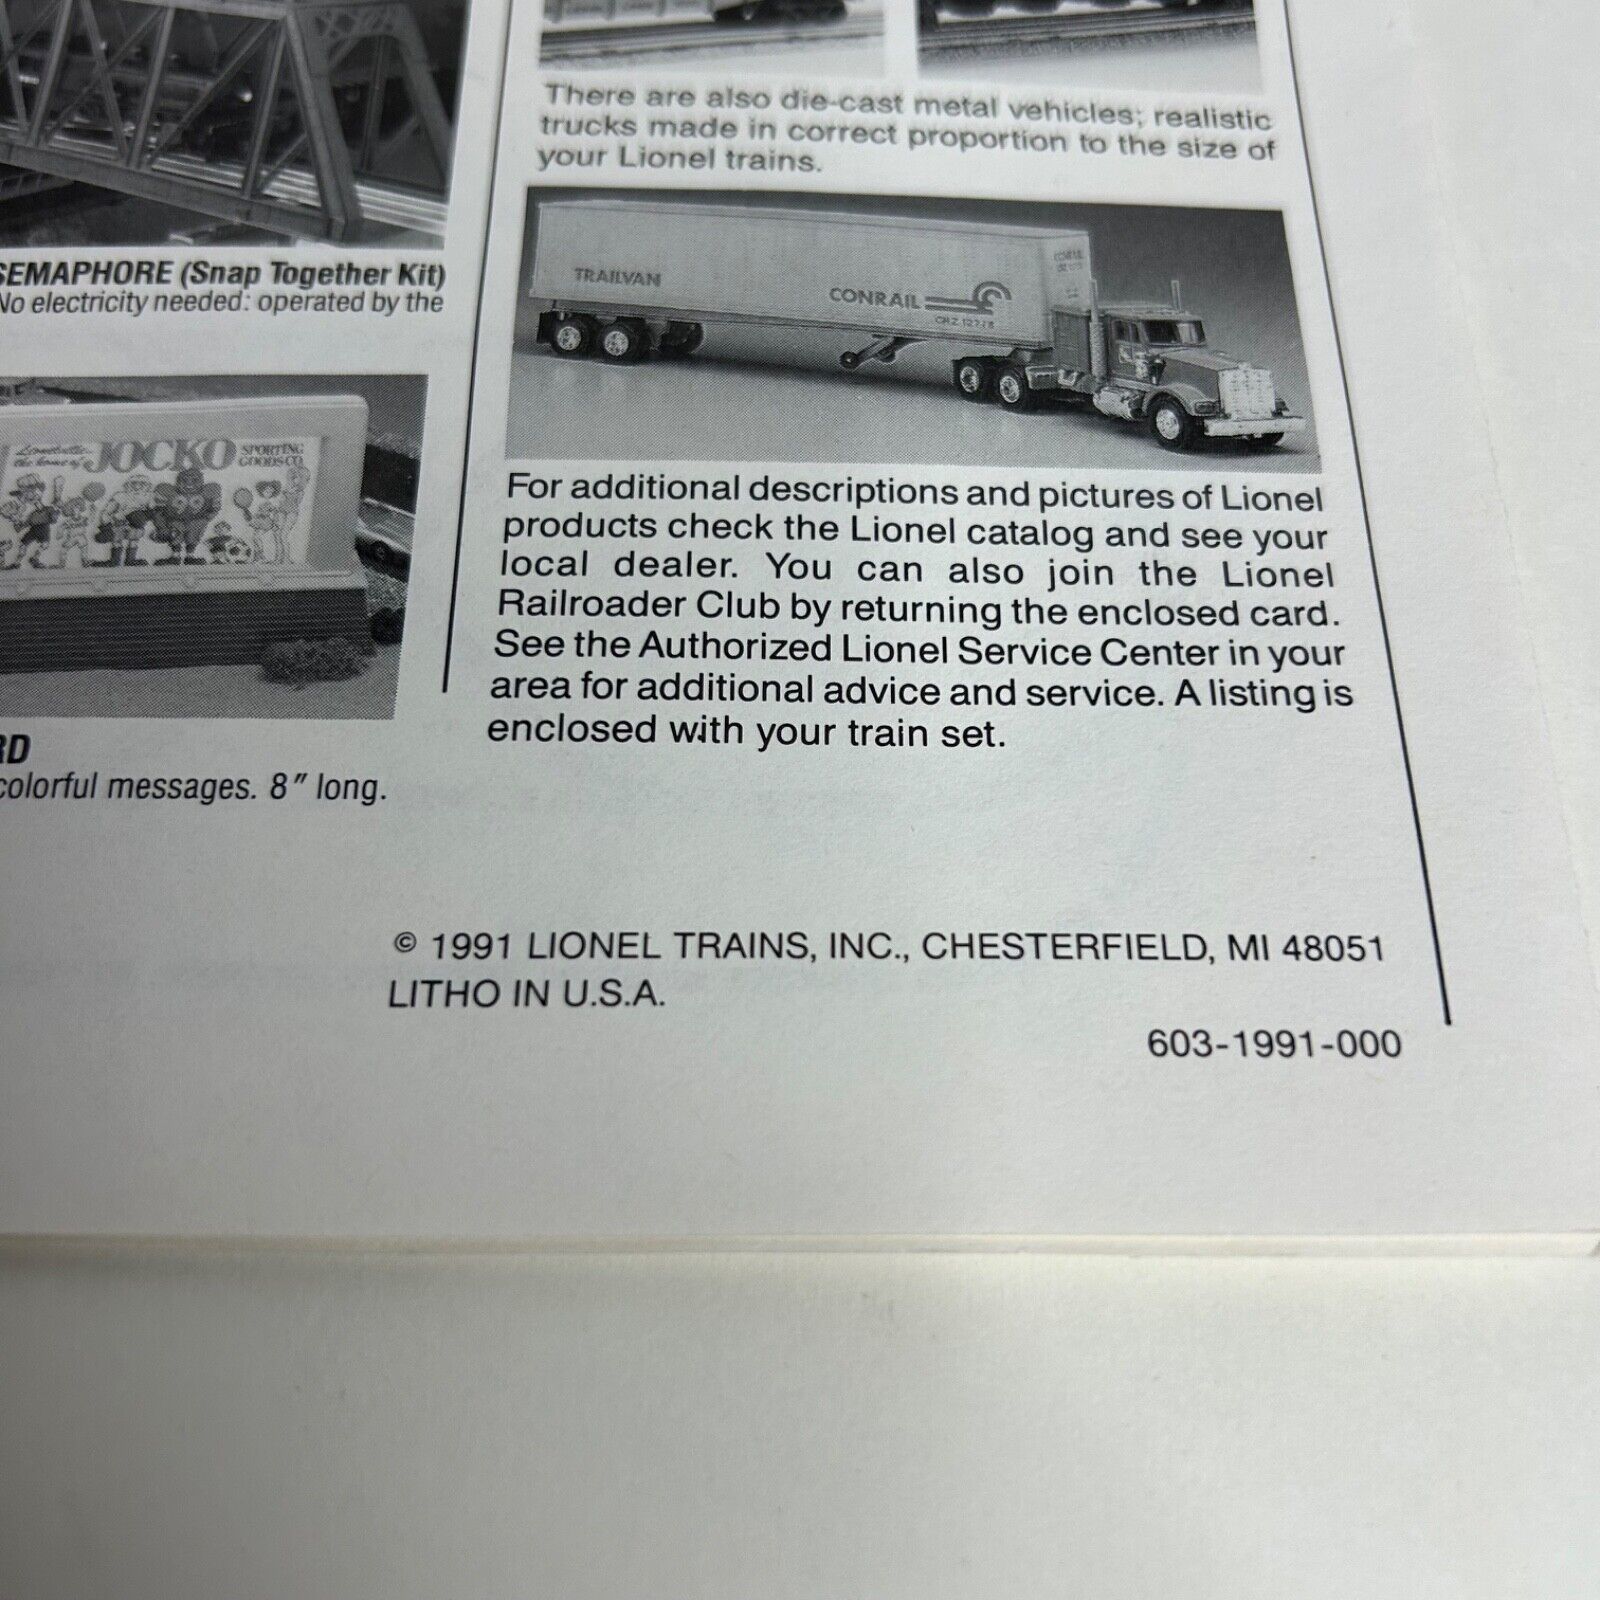 SEMAPHORE (Snap Together Kit)
No electricity needed: operated by the
Lionelville
the home of JOCKO SPORTING
GOODS CO.
RD
colorful messages. 8" long.
There are also die-cast metal vehicles; realistic
trucks made in correct proportion to the size of
your Lionel trains.
TRAILVAN
CONRAIL
For additional descriptions and pictures of Lionel
products check the Lionel catalog and see your
local dealer. You can also join the Lionel
Railroader Club by returning the enclosed card.
See the Authorized Lionel Service Center in your
area for additional advice and service. A listing is
enclosed with your train set.
© 1991 LIONEL TRAINS, INC., CHESTERFIELD, MI 48051
LITHO IN U.S.A.
603-1991-000